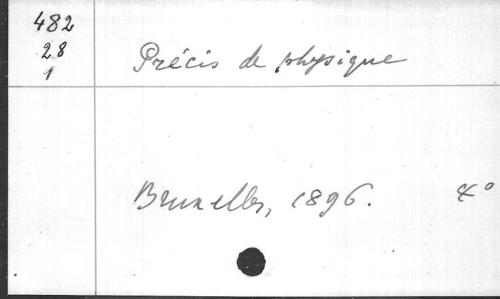 482
28
1
Précis de physique
Bruxelles, 1896. 4°